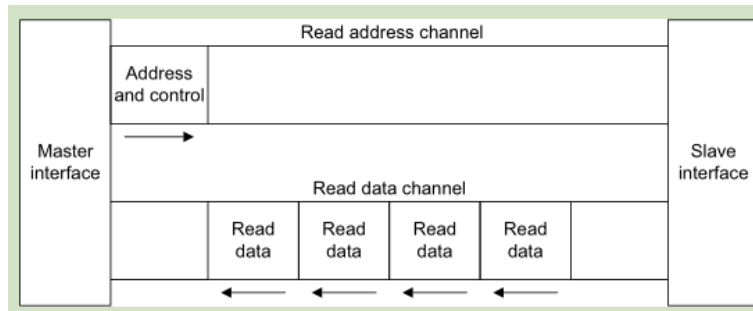 Read address channel
Address
and control
Master
interface
Slave
interface
Read data channel
Read
data
Read
data
Read
data
Read
data